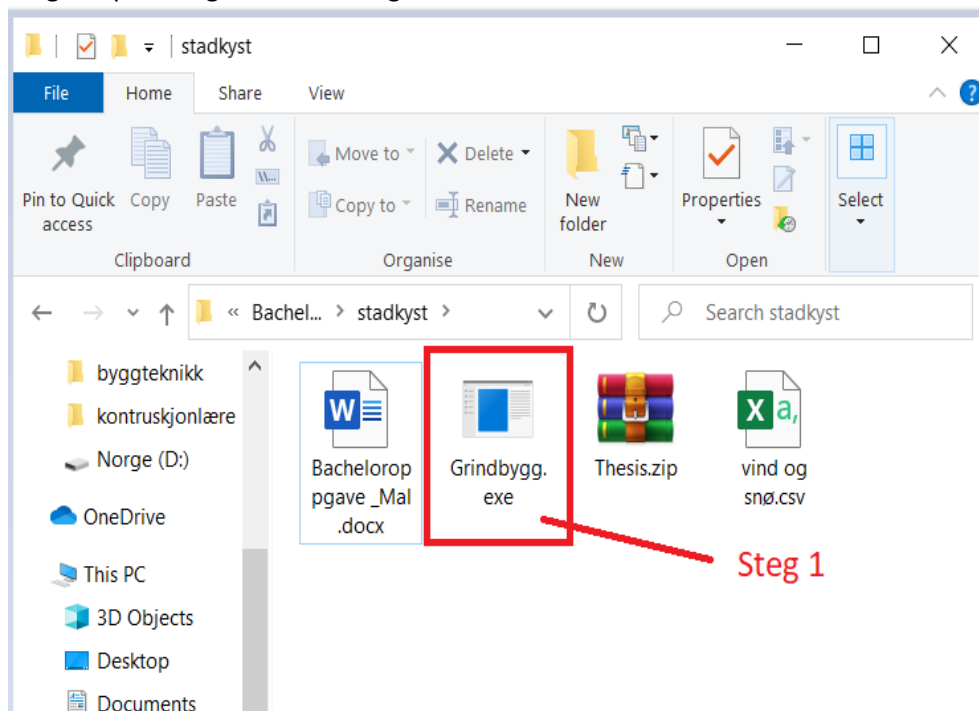 stadkyst
File Home Share View
Pin to Quick access
Copy
Paste
Move to
Copy to
Delete
Rename
New folder
Properties
Select
Clipboard Organise New Open
« Bachel... > stadkyst >
Search stadkyst
byggteknikk
kontruskjonlære
Norge (D:)
OneDrive
This PC
3D Objects
Desktop
Documents
Bachelorop
pgave _Mal
.docx
Grindbygg.
exe
Thesis.zip
vind og
snø.csv
Steg 1